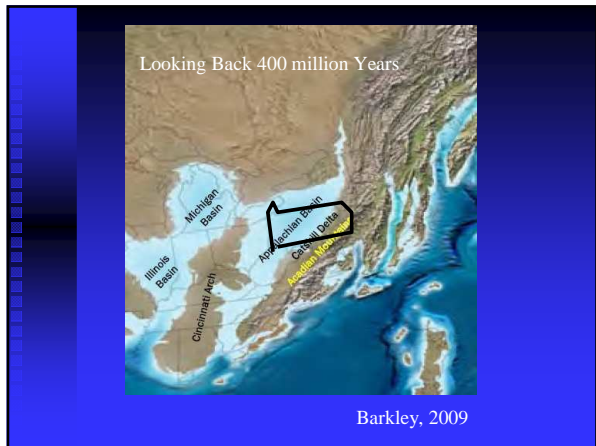 Looking Back 400 million Years
Michigan
Basin
Appalachian Basin
Catskill Delta
Acadian Mountains
Illinois
Basin
Cincinnati Arch
Barkley, 2009